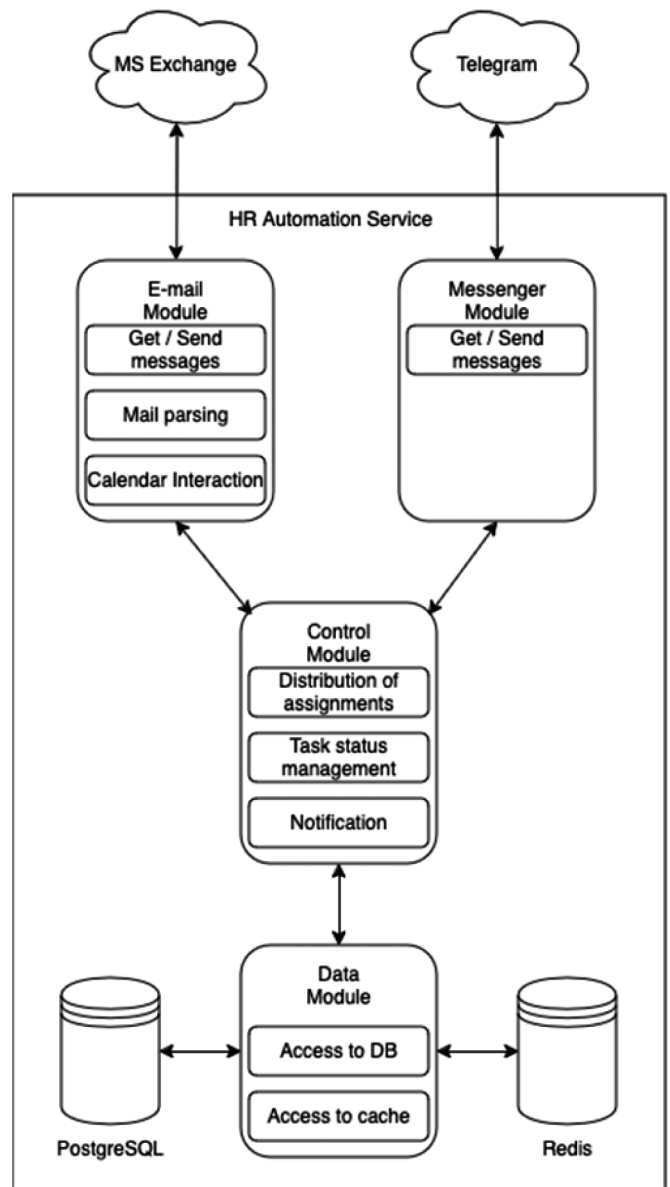 MS Exchange
Telegram
HR Automation Service
E-mail
Module
Get / Send
messages
Mail parsing
Calendar Interaction
Messenger
Module
Get / Send
messages
Control
Module
Distribution of
assignments
Task status
management
Notification
Data
Module
Access to DB
Access to cache
PostgreSQL
Redis